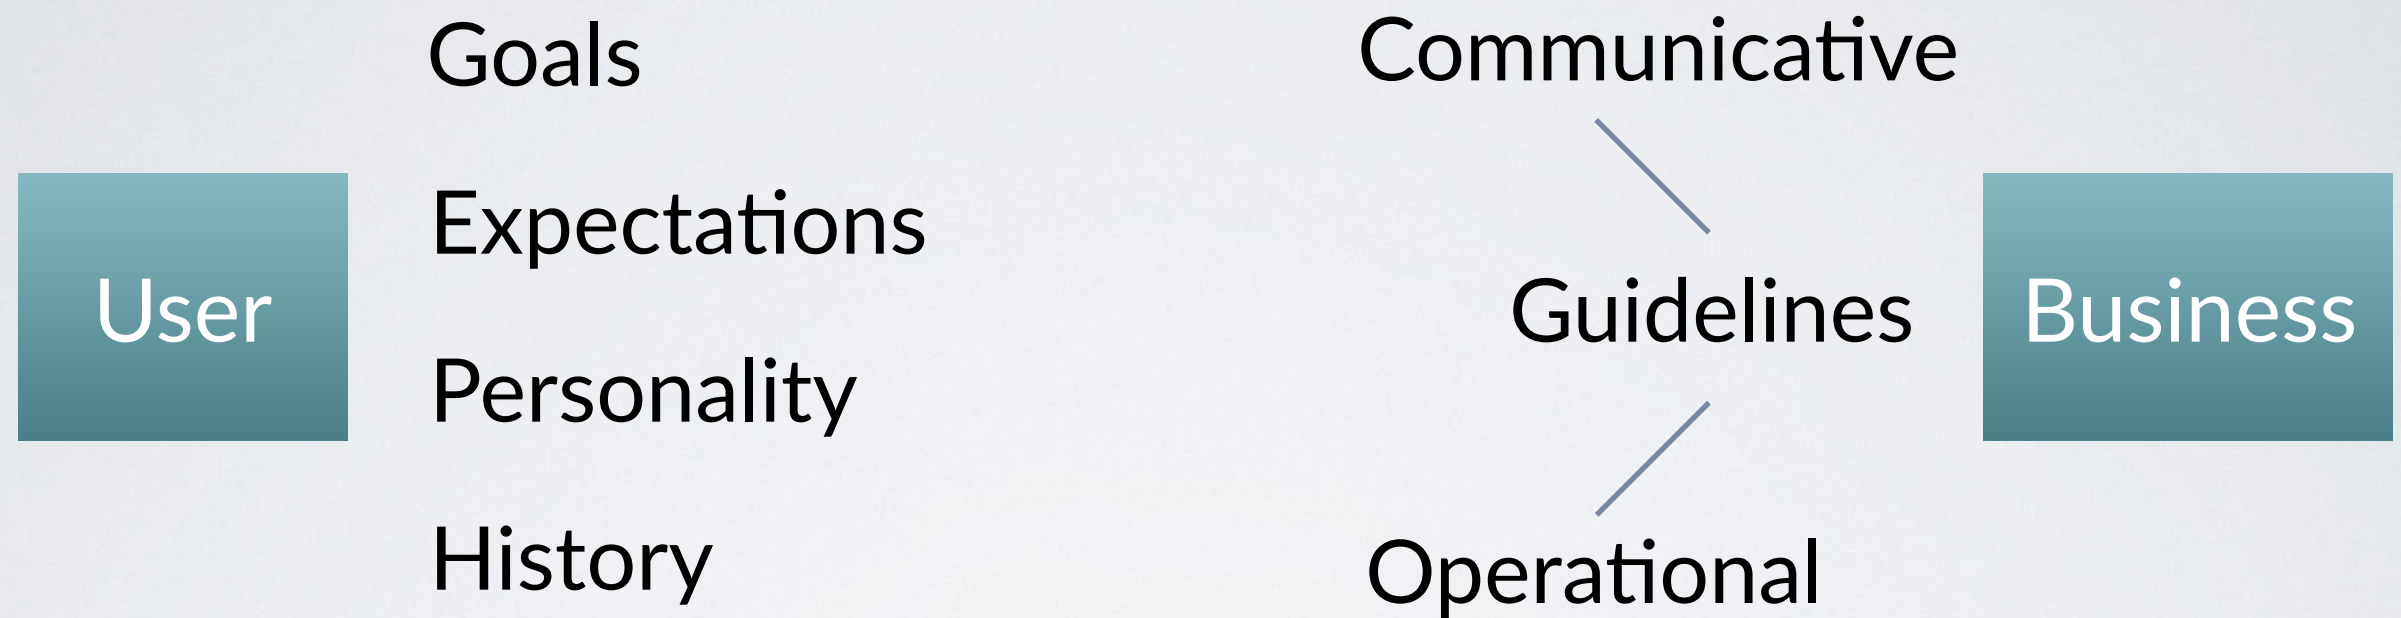 Goals
Expectations
User
Personality
History
Communicative
Guidelines
Business
Operational